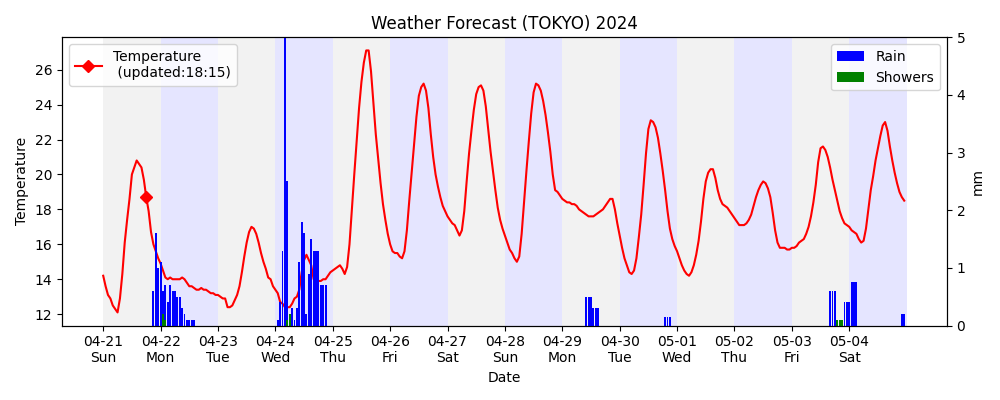 Weather Forecast (TOKYO) 2024
Temperature
(updated:18:15)
Rain
Showers
Temperature
26
24
22
20
18
16
14
12
5
4
3
2
1
0
mm
04-21 04-22 04-23 04-24 04-25 04-26 04-27 04-28 04-29 04-30 05-01 05-02 05-03 05-04
Sun Mon Tue Wed Thu Fri Sat Sun Mon Tue Wed Thu Fri Sat
Date